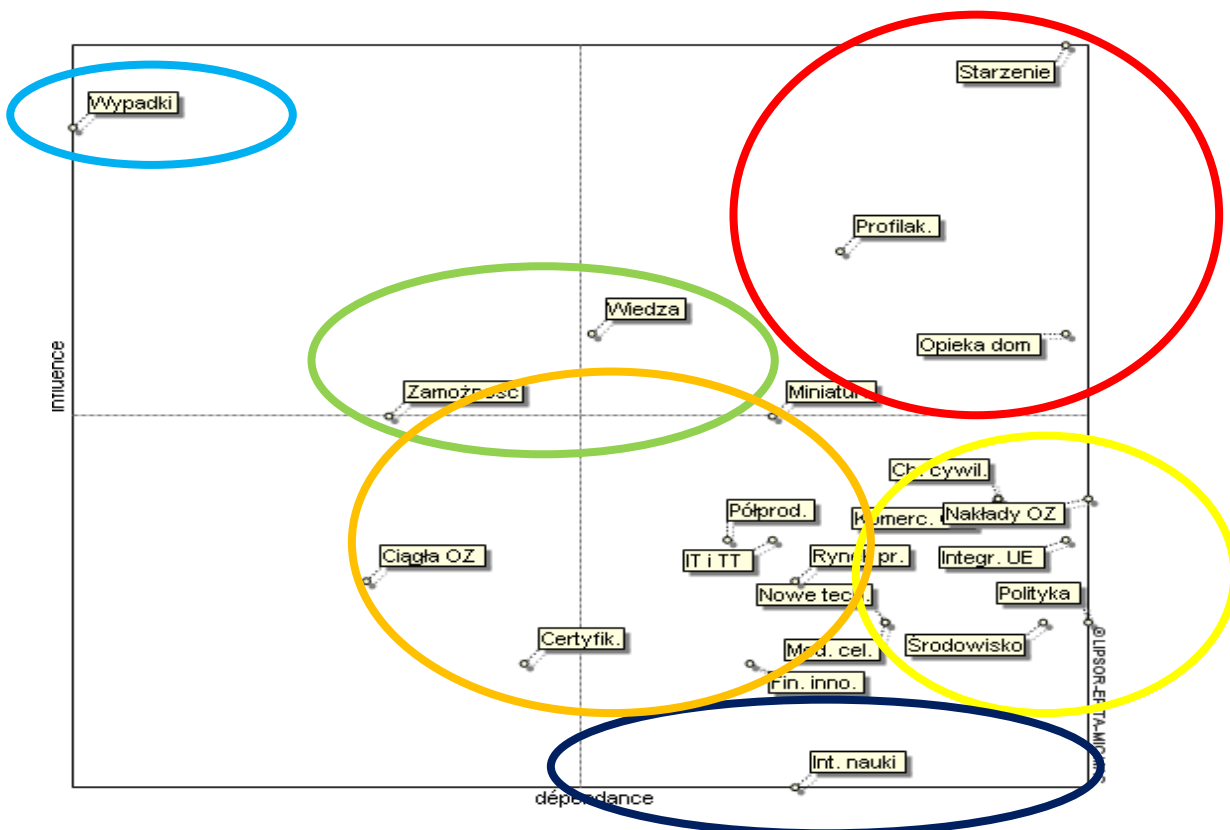 Starzenie
Wypadki
Profilak.
Wiedza
Opieka dom
influence
Zamożność
Miniatur.
Ch. cywil.
Półprod.
Komerc.
Nakłady OZ
Ciągła OZ
IT i TT
Rynek pr.
Integr. UE
Nowe tech.
Polityka
Certyfik.
Med. cel.
Środowisko
Fin. inno.
Int. nauki
dépendance
© LIPSOR-EPITA-MICMAC